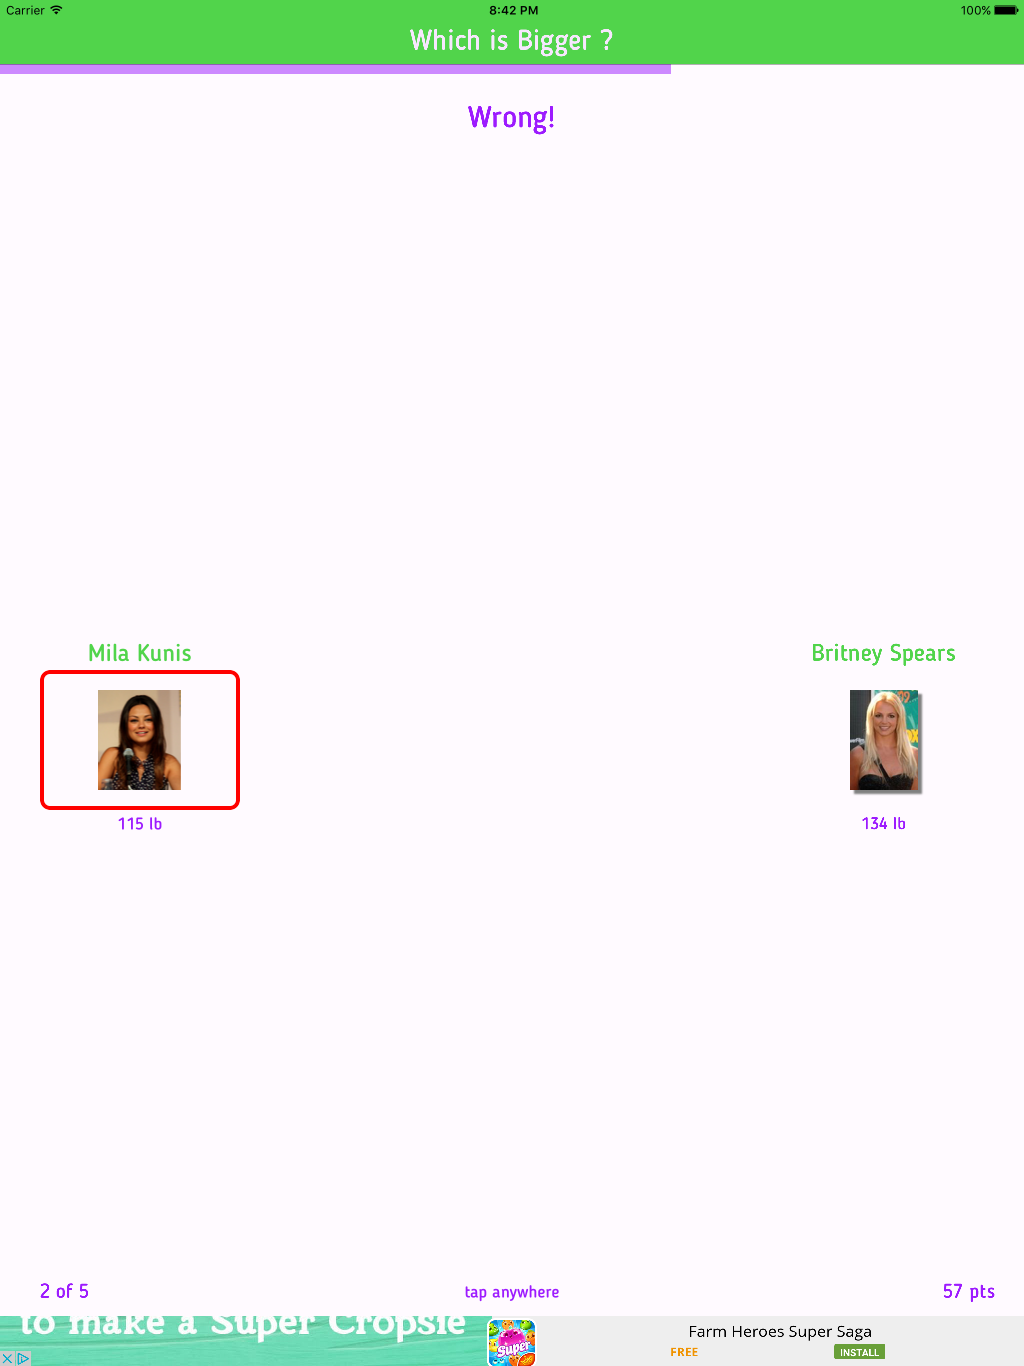 Carrier 8:42 PM 100%
Which is Bigger ?
Wrong!
Mila Kunis
Britney Spears
115 lb
134 lb
2 of 5
tap anywhere
57 pts
to make a Super Cropsie
Super
Farm Heroes Super Saga
FREE
INSTALL